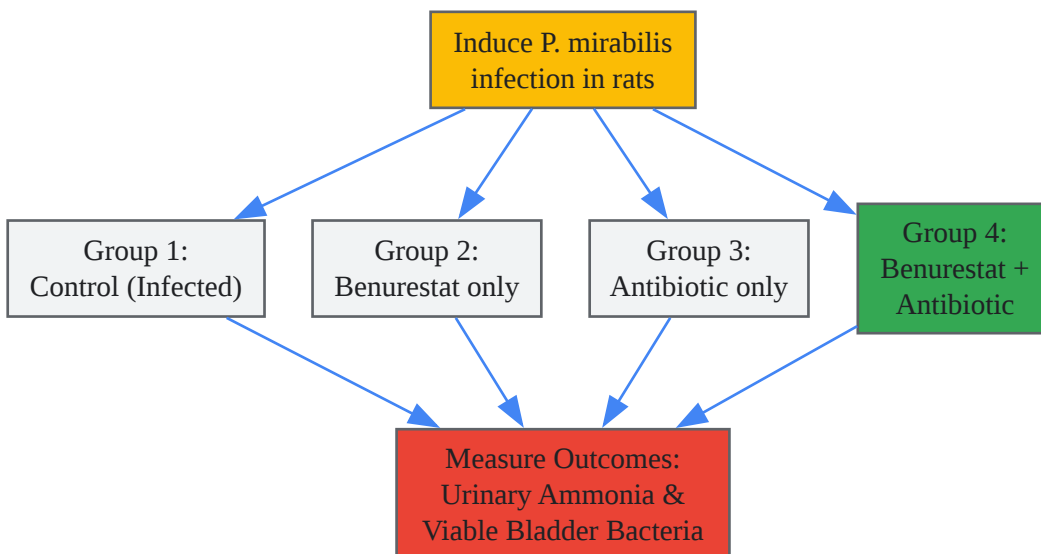 Induce P. mirabilis
infection in rats
Group 1:
Control (Infected)
Group 2:
Benurestat only
Group 3:
Antibiotic only
Group 4:
Benurestat +
Antibiotic
Measure Outcomes:
Urinary Ammonia &
Viable Bladder Bacteria